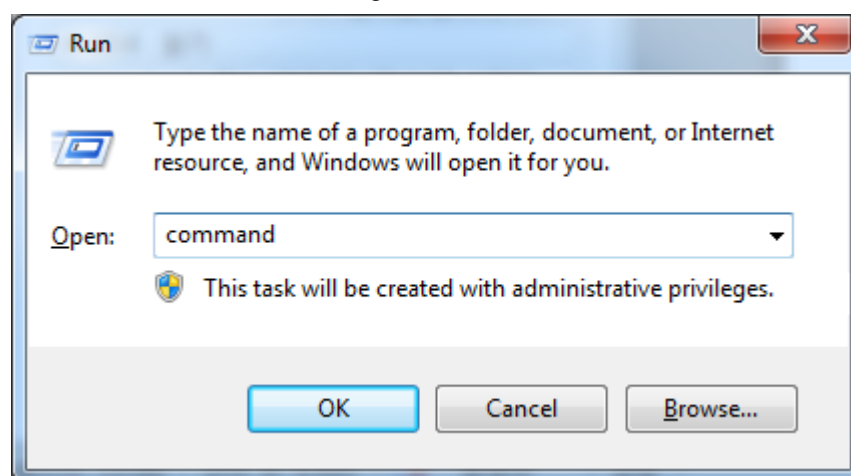 Run
Type the name of a program, folder, document, or Internet
resource, and Windows will open it for you.
Open: command
This task will be created with administrative privileges.
OK Cancel Browse...